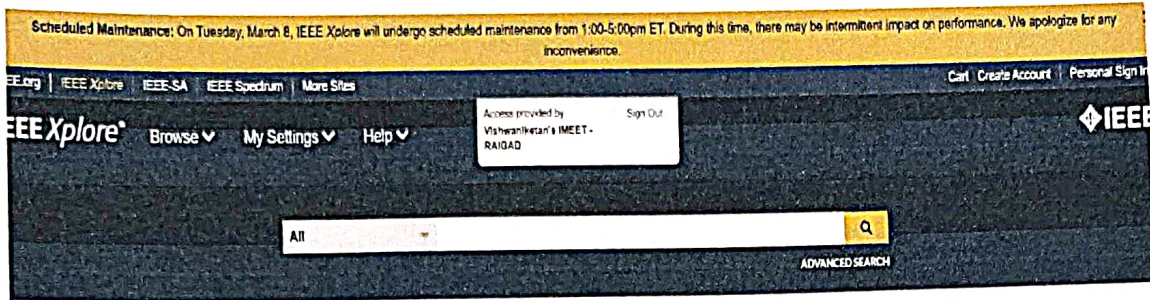 Scheduled Maintenance: On Tuesday, March 8, IEEE Xplore will undergo scheduled maintenance from 1:00-5:00pm ET. During this time, there may be intermittent impact on performance. We apologize for any
inconvenience.
EE.org | IEEE Xplore | IEEE-SA | IEEE Spectrum | More Sites
Cart Create Account | Personal Sign In
Access provided by Sign Out
Vishwaniketan's IMEET -
RAIGAD
EEE Xplore® Browse My Settings Help
IEEE
All
ADVANCED SEARCH